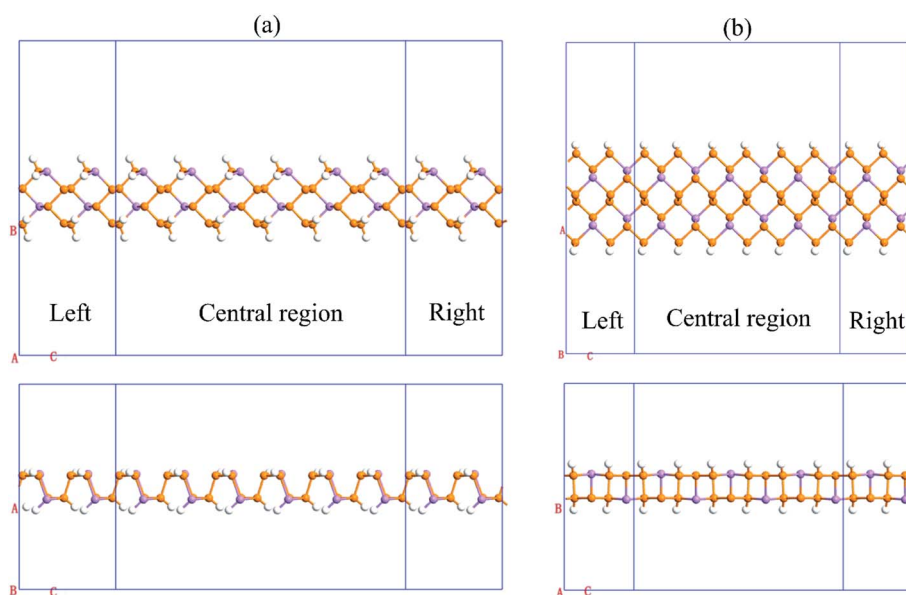 (a)
(b)
B
Left
Central region
Right
A C
A
Left
Central region
Right
B C
A
B C
B
A C